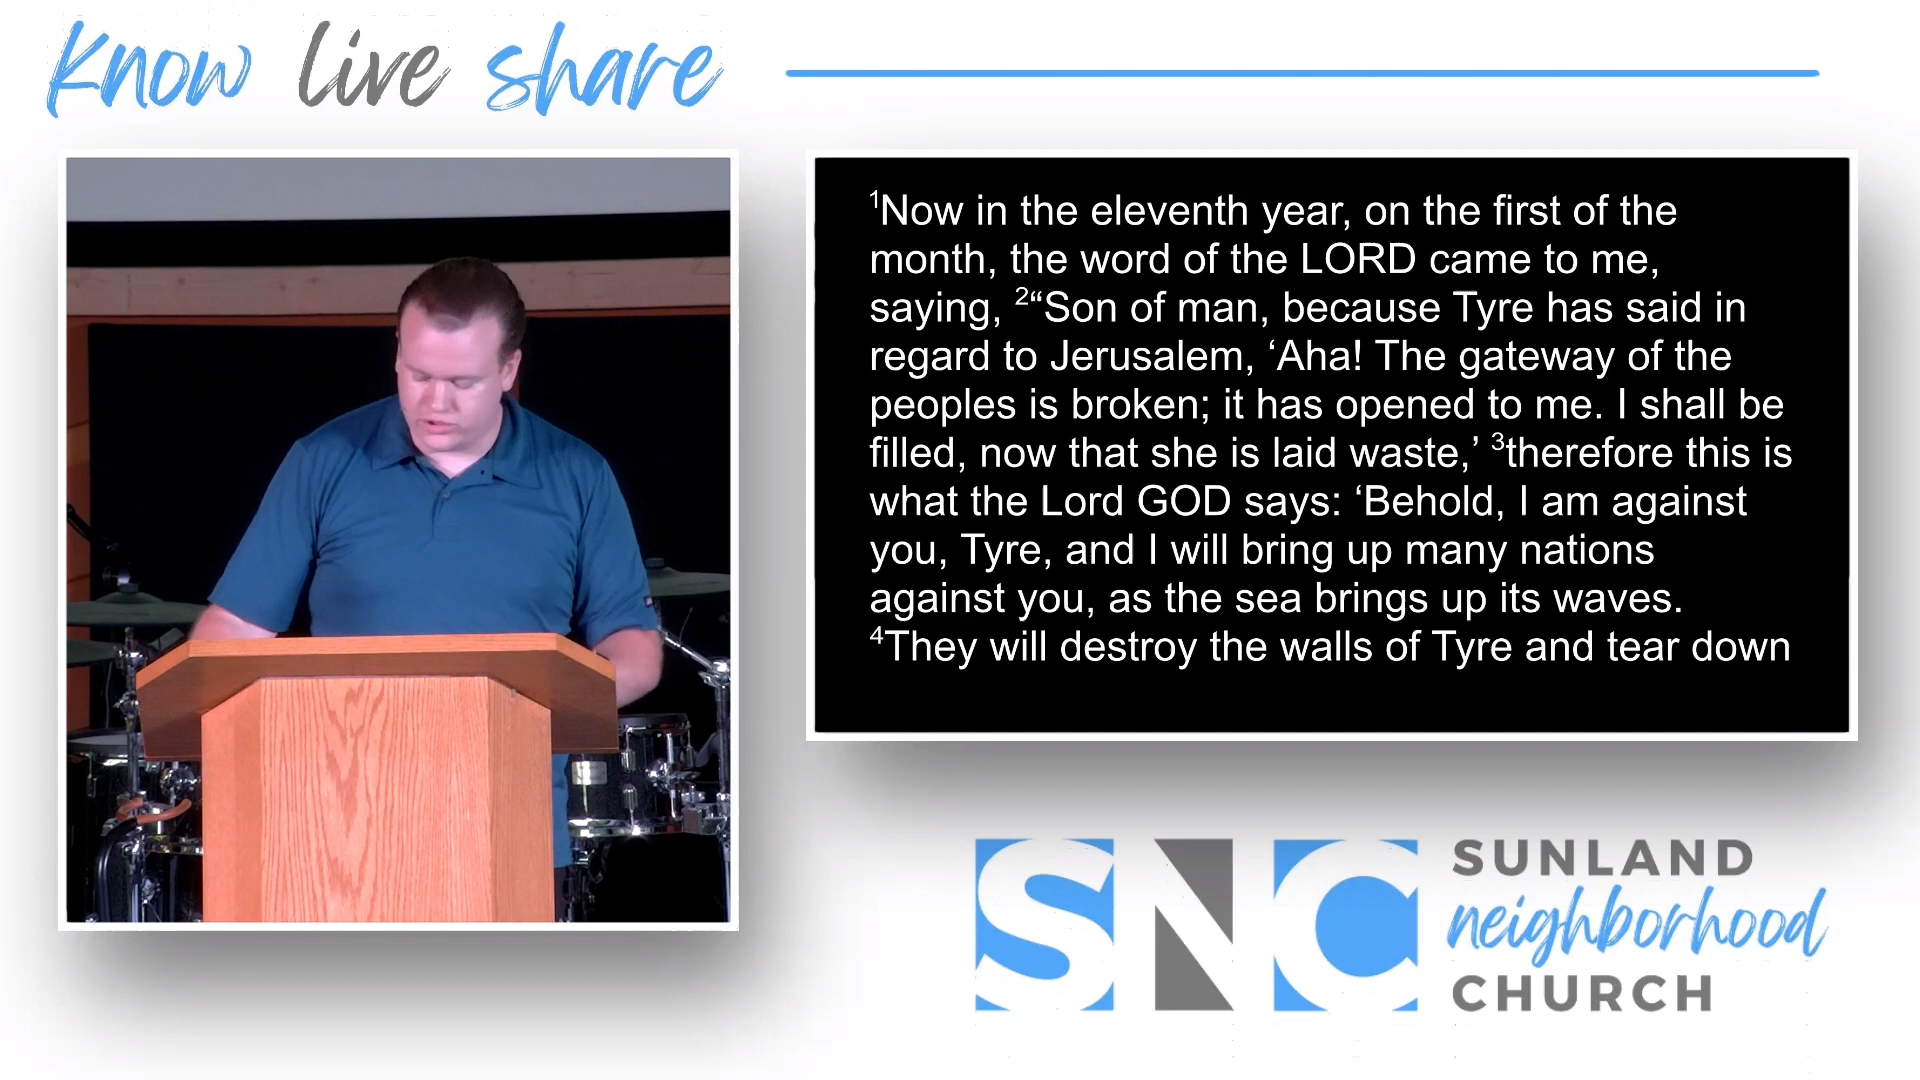 know live share
¹Now in the eleventh year, on the first of the
month, the word of the LORD came to me,
saying, ²“Son of man, because Tyre has said in
regard to Jerusalem, ‘Aha! The gateway of the
peoples is broken; it has opened to me. I shall be
filled, now that she is laid waste,’ ³therefore this is
what the Lord GOD says: ‘Behold, I am against
you, Tyre, and I will bring up many nations
against you, as the sea brings up its waves.
⁴They will destroy the walls of Tyre and tear down
SNC
SUNLAND
neighborhood
CHURCH